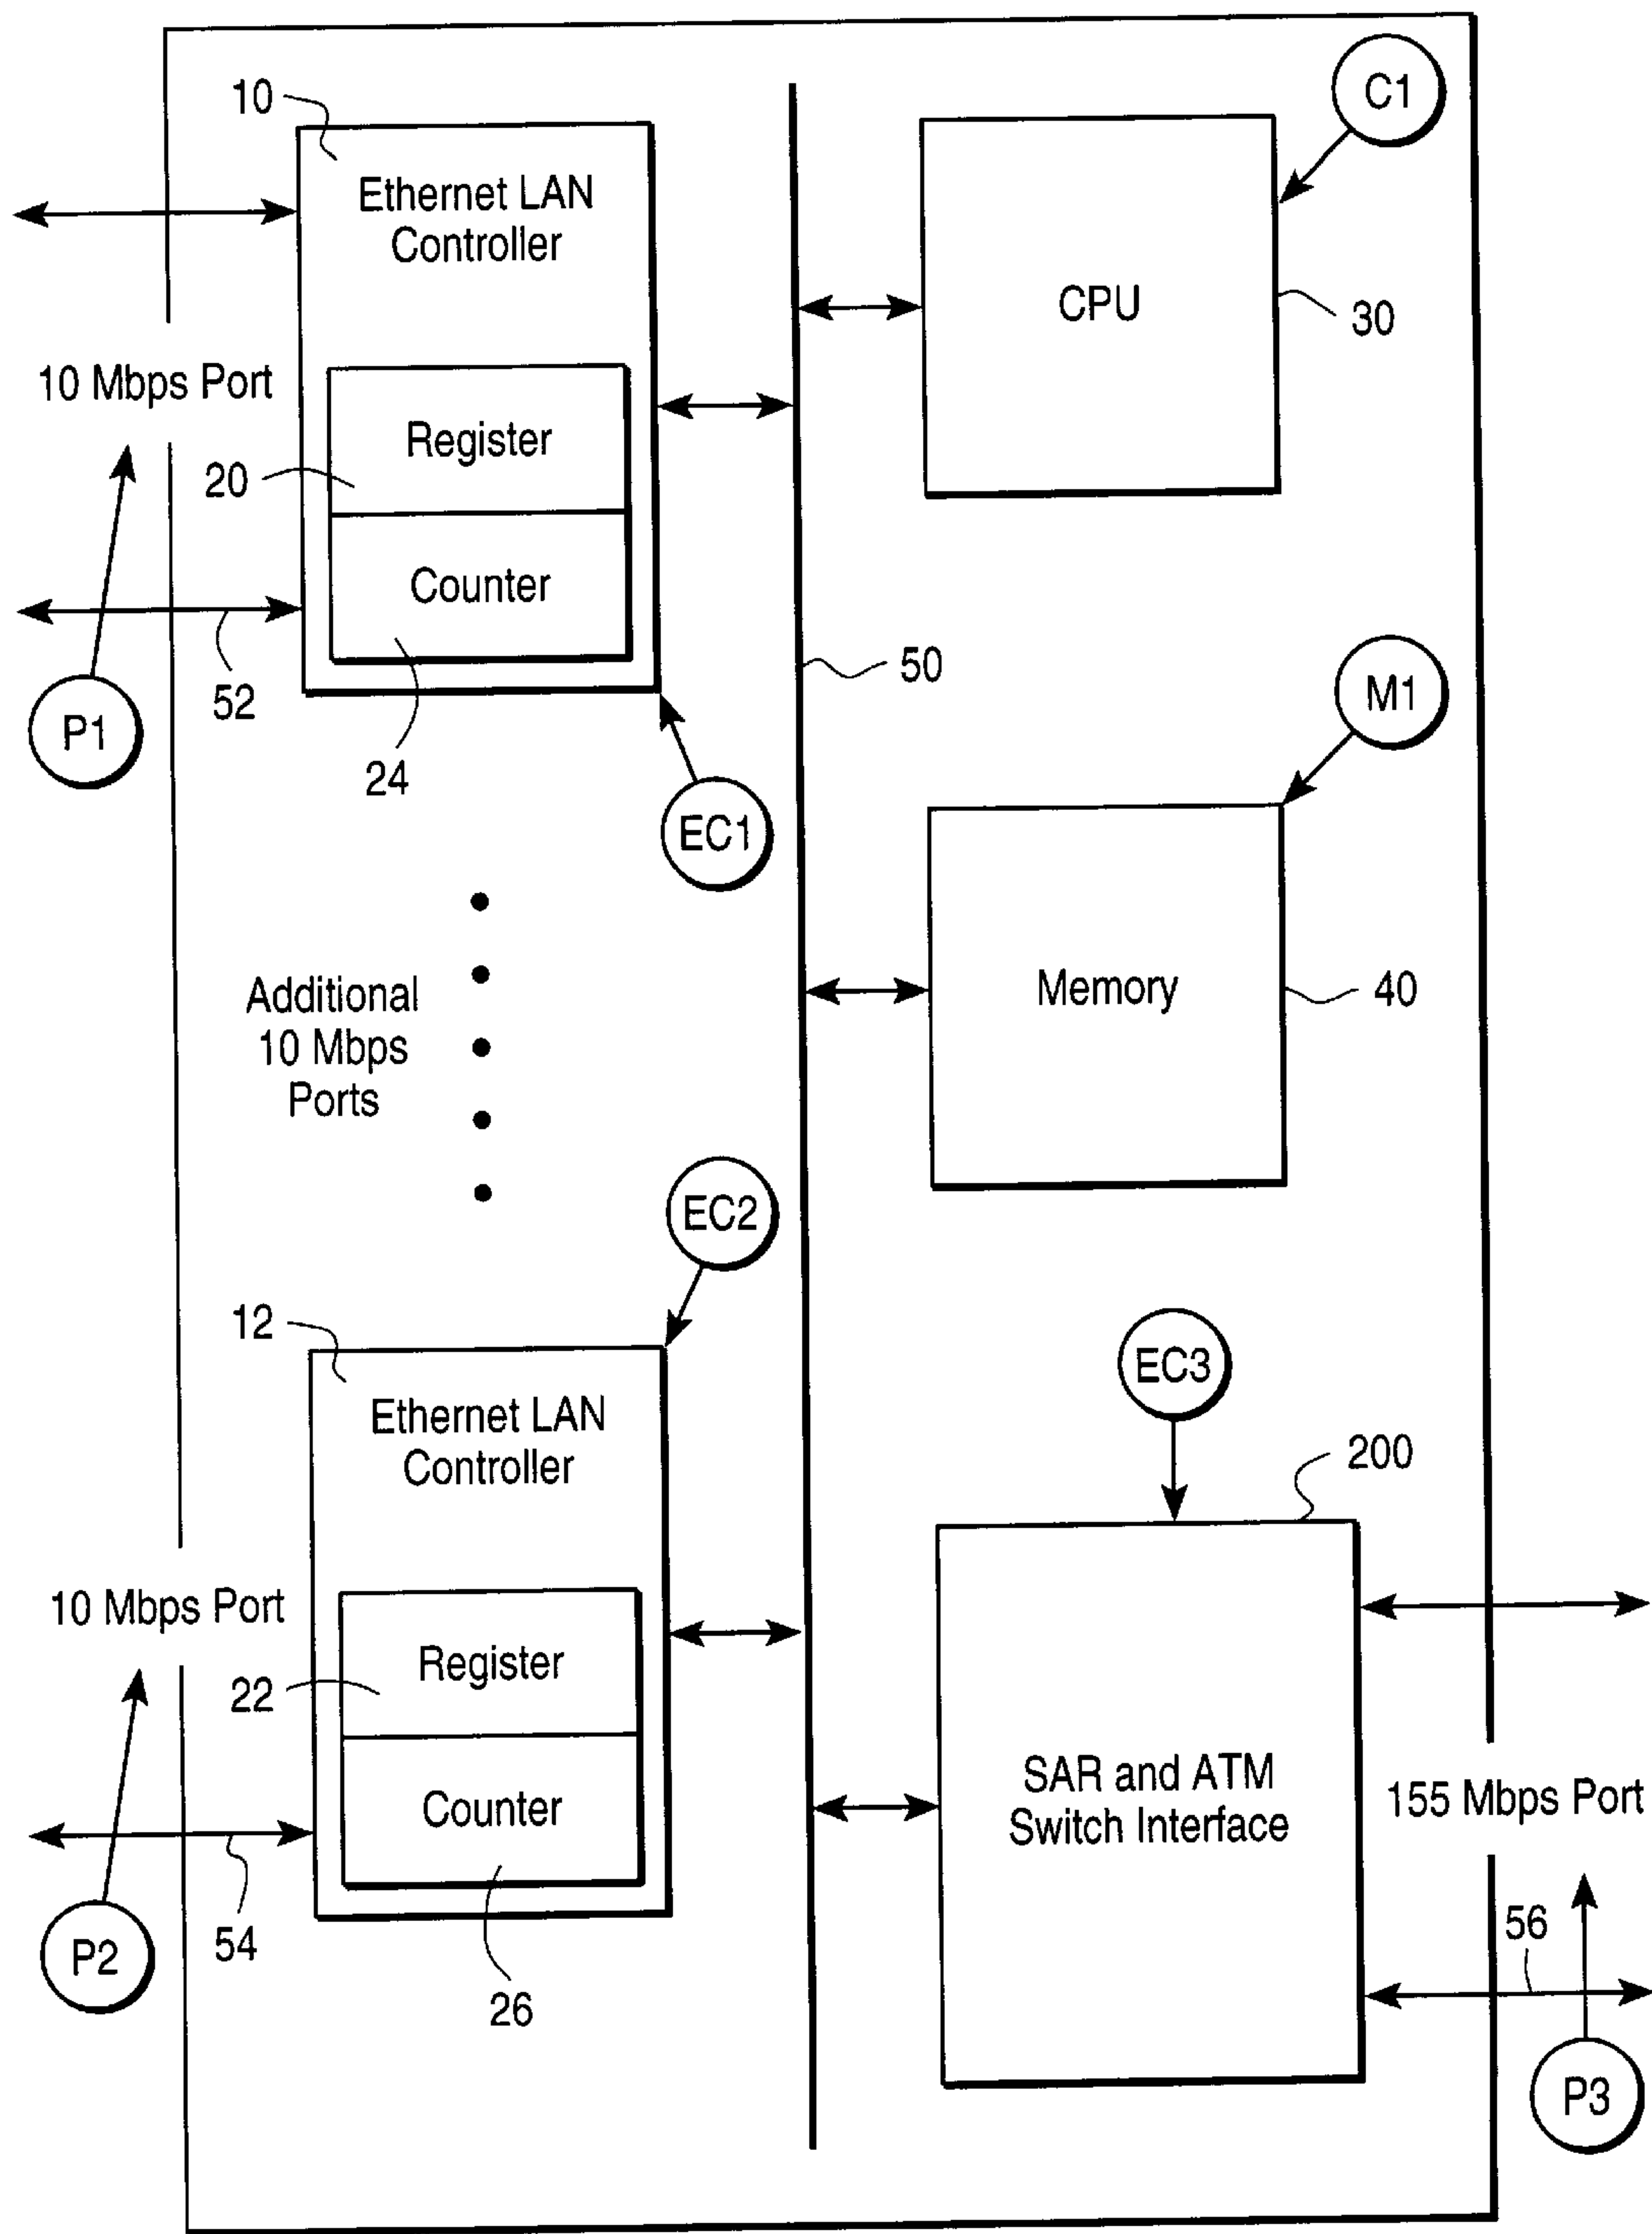 C1
10
Ethernet LAN
Controller
CPU
30
10 Mbps Port
Register
20
Counter
50
52
M1
P1
24
EC1
Memory
40
Additional
10 Mbps
Ports
EC2
12
EC3
Ethernet LAN
Controller
200
10 Mbps Port
Register
22
SAR and ATM
Switch Interface
155 Mbps Port
Counter
54
56
P2
26
P3